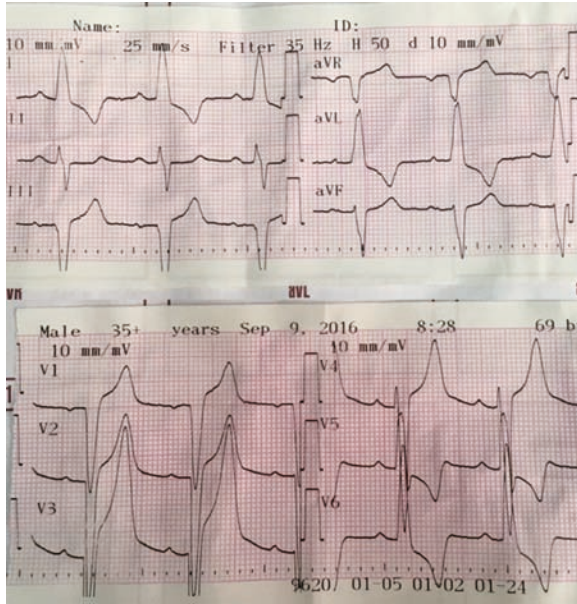 Name: ID:
10 mm/mV 25 mm/s Filter 35 Hz H 50 d 10 mm/mV
I aVR
II aVL
III aVF
aVL
Male 35+ years Sep 9, 2016 8:28 69 b
10 mm/mV 10 mm/mV
V1 V4
V2 V5
V3 V6
9620/ 01-05 01-02 01-24